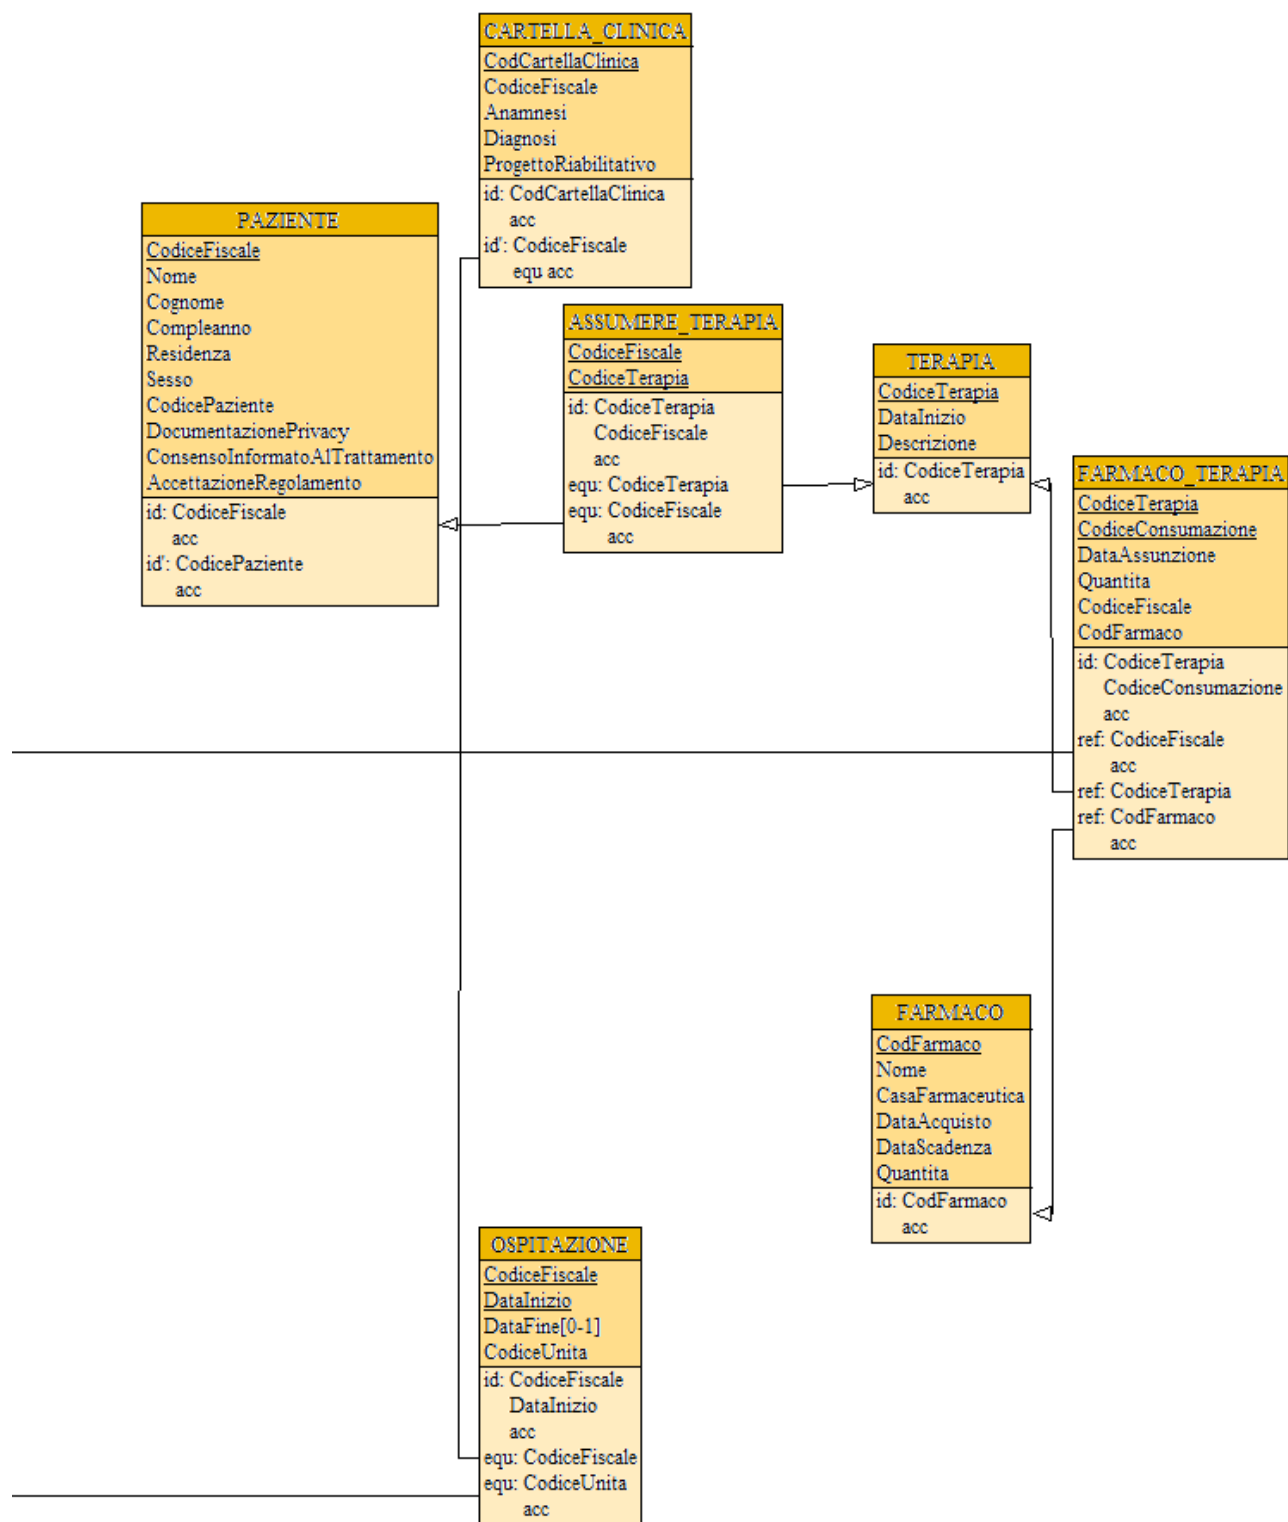 CARTELLA_CLINICA
CodCartellaClinica
CodiceFiscale
Anamnesi
Diagnosi
ProgettoRiabilitativo
id: CodCartellaClinica
acc
id': CodiceFiscale
equ acc
PAZIENTE
CodiceFiscale
Nome
Cognome
Compleanno
Residenza
Sesso
CodicePaziente
DocumentazionePrivacy
ConsensoInformatoAlTrattamento
AccettazioneRegolamento
id: CodiceFiscale
acc
id': CodicePaziente
acc
ASSUMERE_TERAPIA
CodiceFiscale
CodiceTerapia
id: CodiceTerapia
CodiceFiscale
acc
equ: CodiceTerapia
equ: CodiceFiscale
acc
TERAPIA
CodiceTerapia
DataInizio
Descrizione
id: CodiceTerapia
acc
FARMACO_TERAPIA
CodiceTerapia
CodiceConsumazione
DataAssunzione
Quantita
CodiceFiscale
CodFarmaco
id: CodiceTerapia
CodiceConsumazione
acc
ref: CodiceFiscale
acc
ref: CodiceTerapia
ref: CodFarmaco
acc
FARMACO
CodFarmaco
Nome
CasaFarmaceutica
DataAcquisto
DataScadenza
Quantita
id: CodFarmaco
acc
OSPITAZIONE
CodiceFiscale
DataInizio
DataFine[0-1]
CodiceUnita
id: CodiceFiscale
DataInizio
acc
equ: CodiceFiscale
equ: CodiceUnita
acc